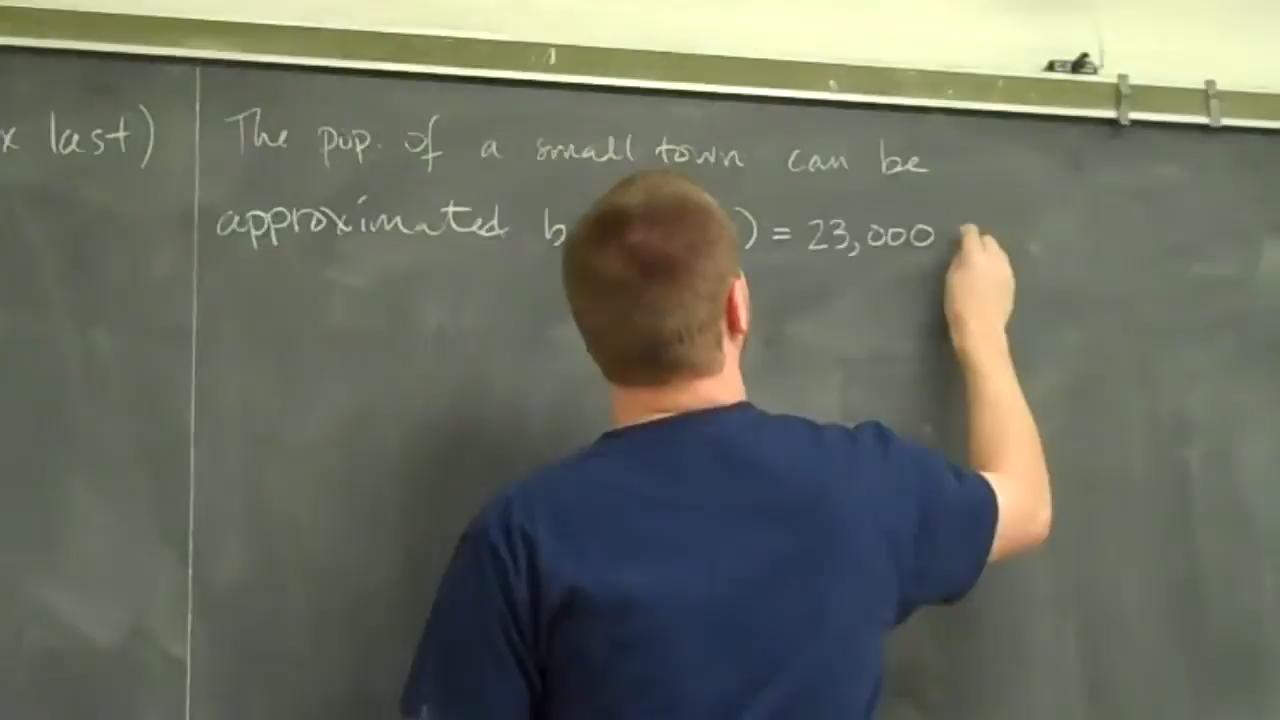 x last)
The pop. of a small town can be
approximated b ) = 23,000